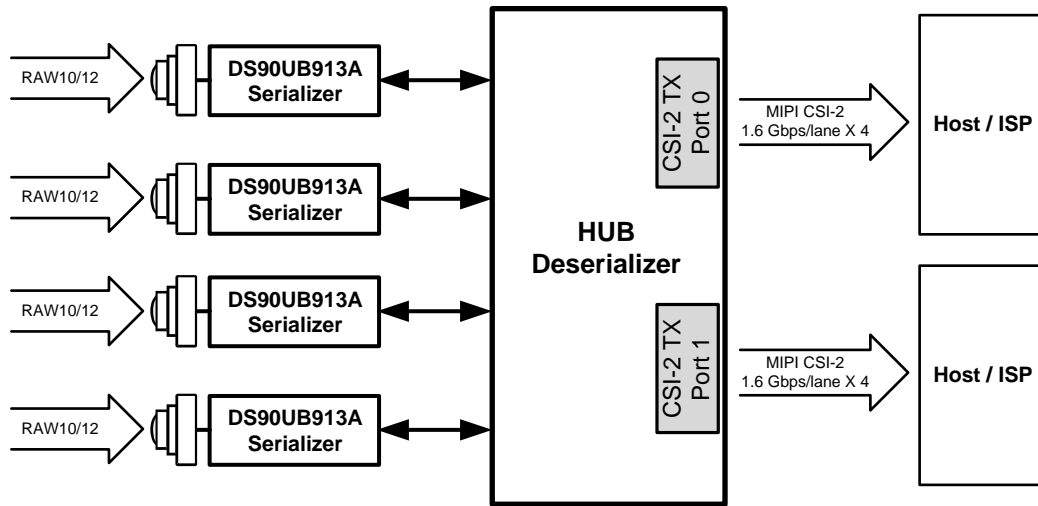 RAW10/12
DS90UB913A
Serializer
RAW10/12
DS90UB913A
Serializer
RAW10/12
DS90UB913A
Serializer
RAW10/12
DS90UB913A
Serializer
HUB
Deserializer
CSI-2 TX
Port 0
MIPI CSI-2
1.6 Gbps/lane X 4
Host / ISP
CSI-2 TX
Port 1
MIPI CSI-2
1.6 Gbps/lane X 4
Host / ISP